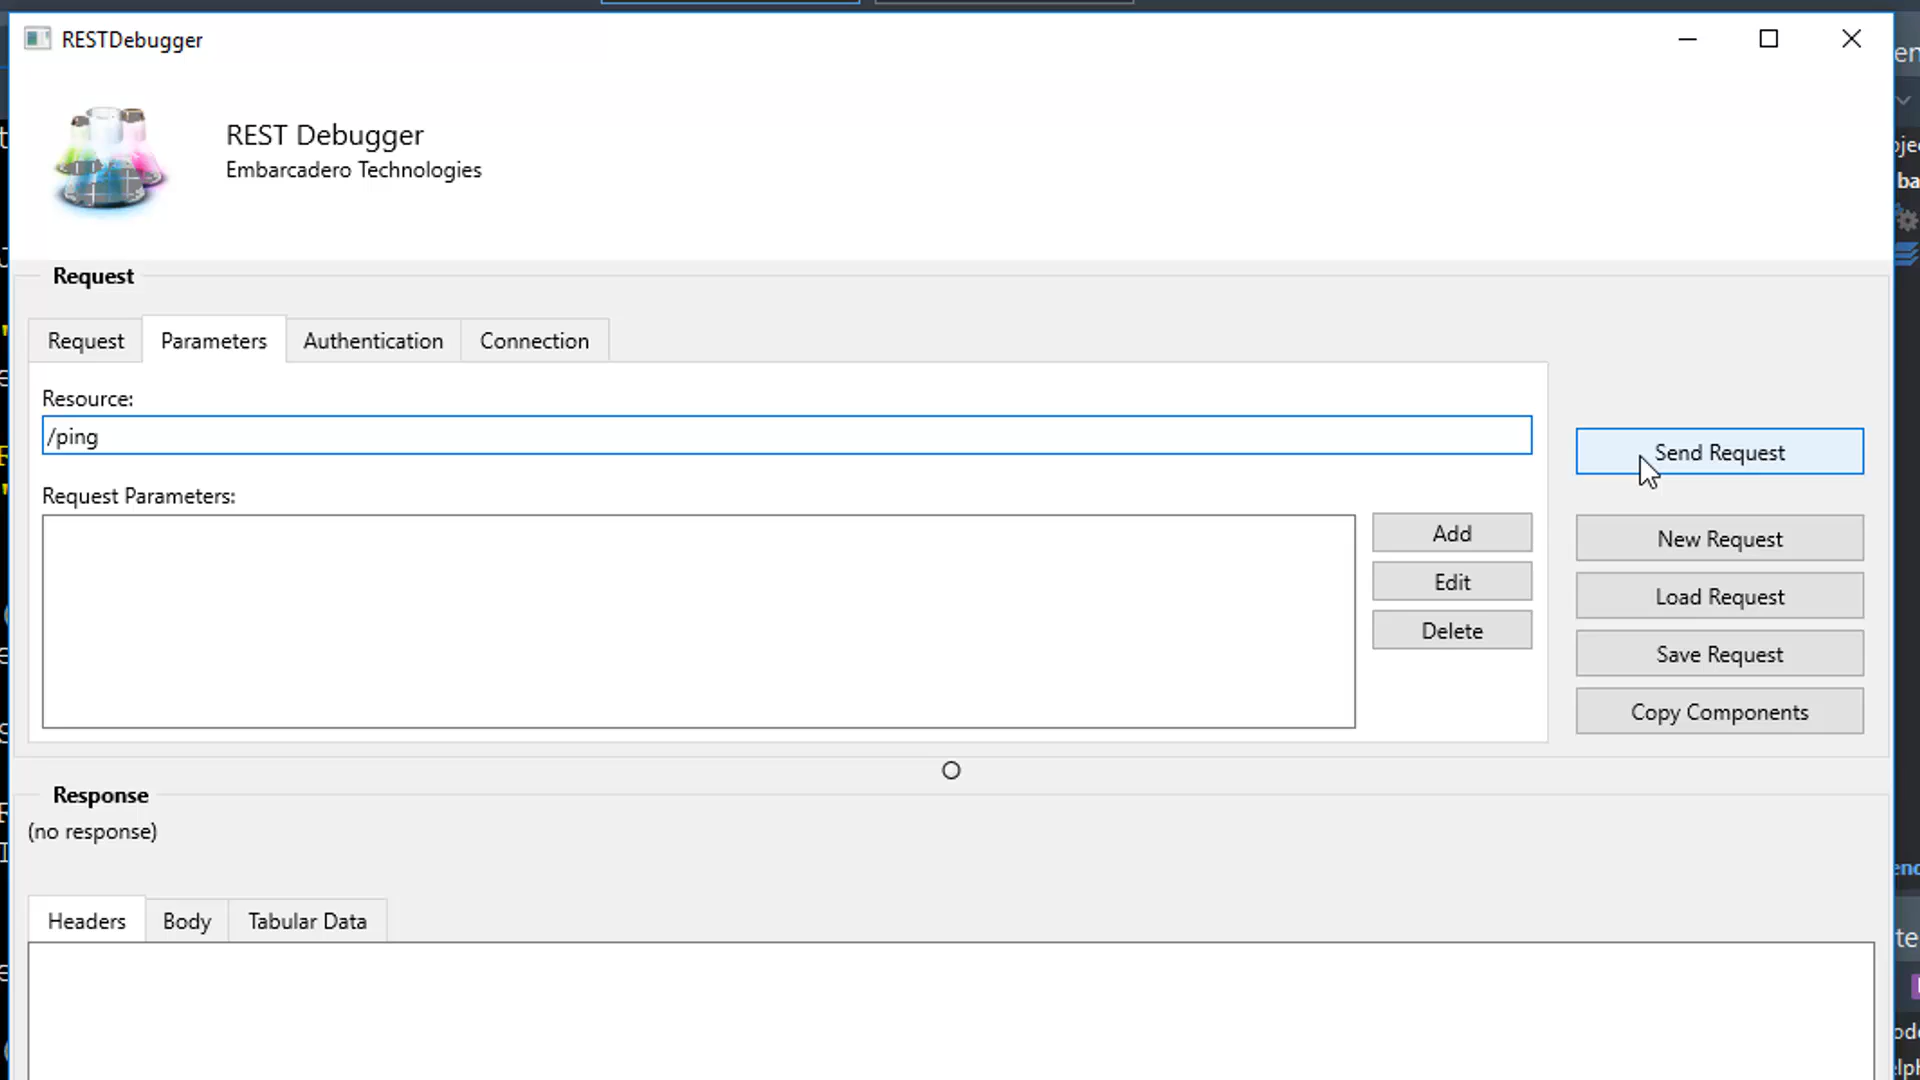 RESTDebugger
REST Debugger
Embarcadero Technologies
Request
Request Parameters Authentication Connection
Resource:
/ping
Send Request
Request Parameters:
Add
New Request
Edit
Load Request
Delete
Save Request
Copy Components
Response
(no response)
Headers Body Tabular Data